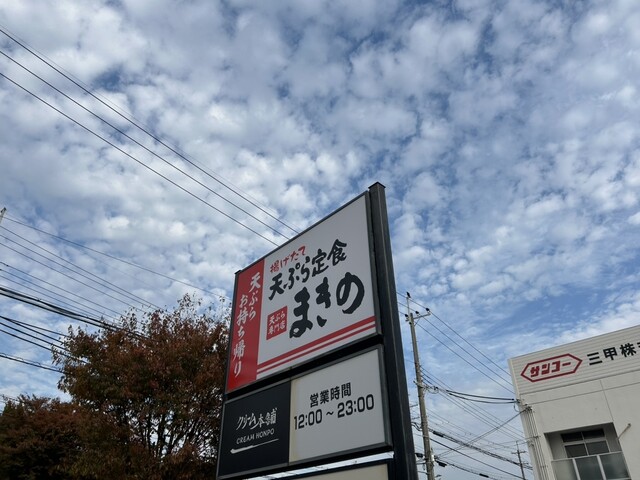 揚げたて
天ぷら定食
まきの
天ぷら
専門店
天ぷら
お持ち帰り
クリーム本舗
CREAM HONPO
営業時間
12:00～23:00
サンコー
三甲株